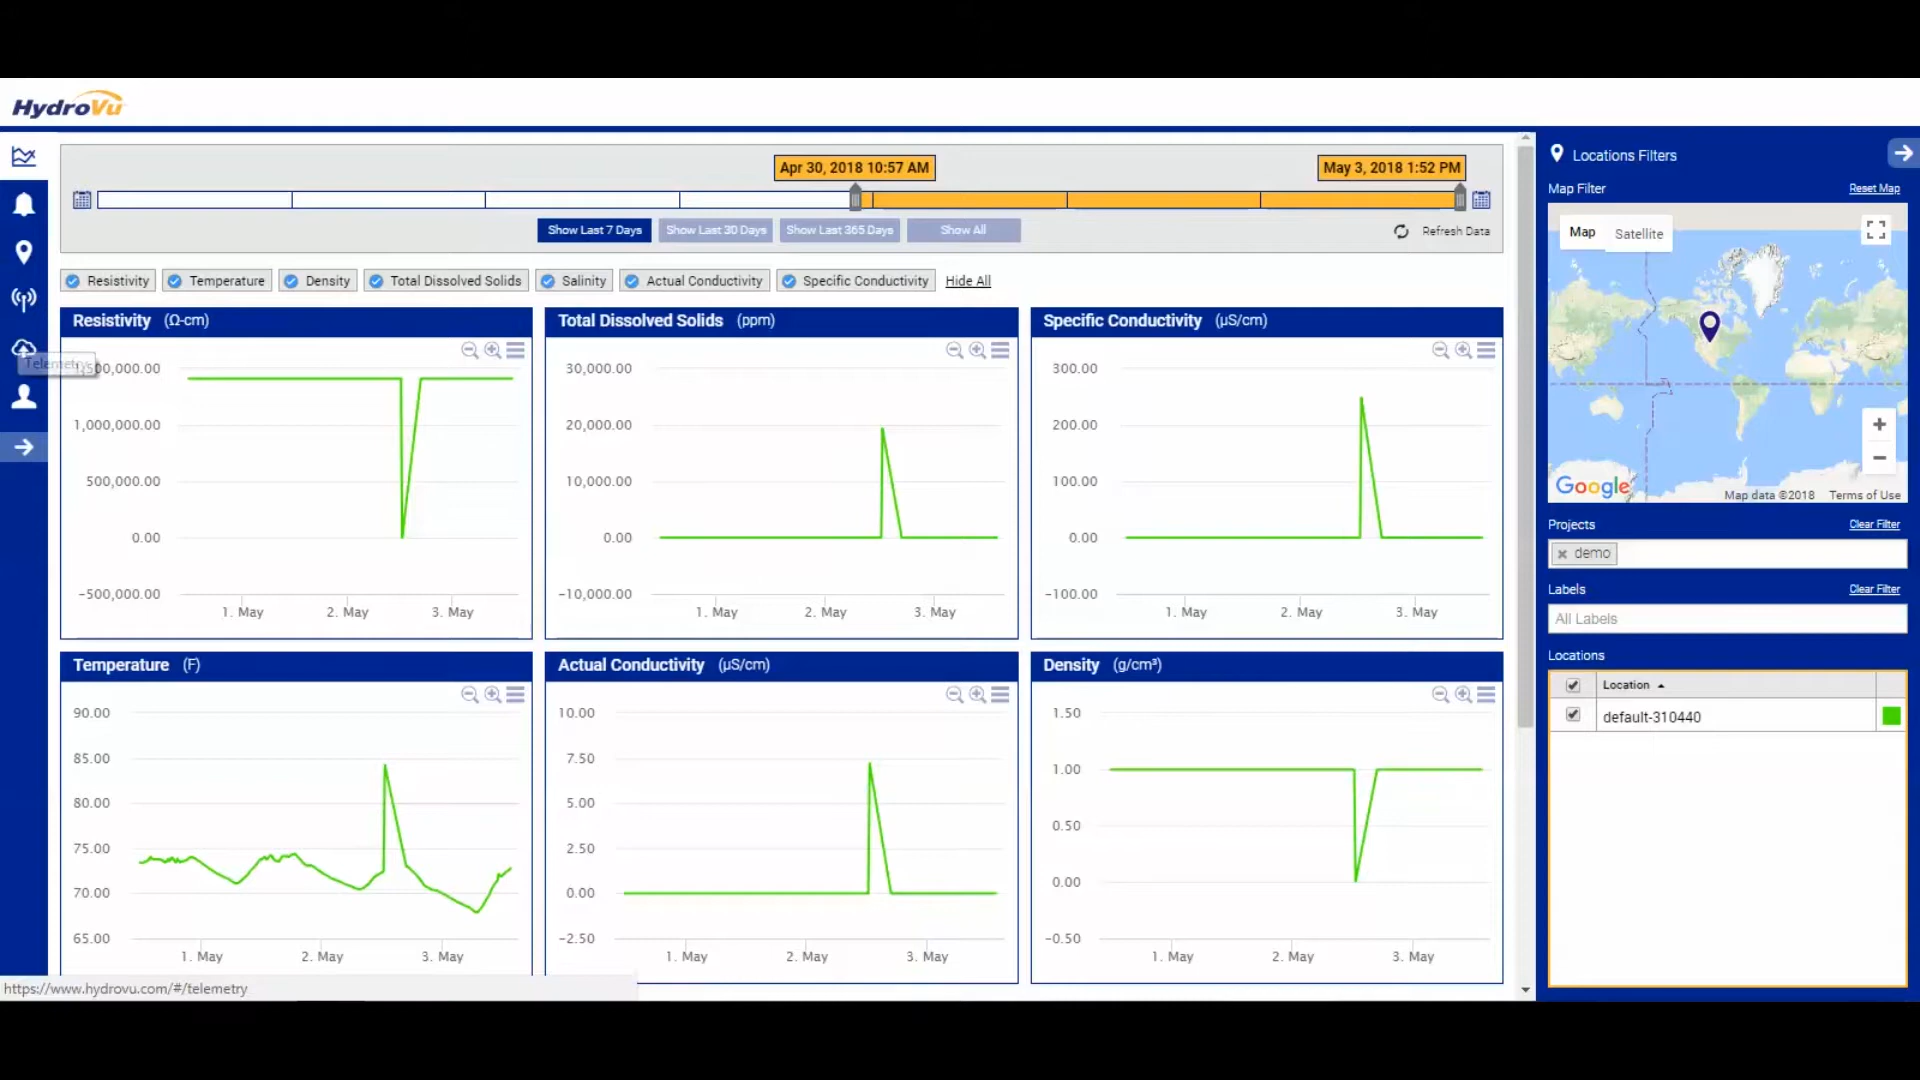 HydroVu
Apr 30, 2018 10:57 AM
May 3, 2018 1:52 PM
Show Last 7 Days
Show Last 30 Days
Show Last 365 Days
Show All
Refresh Data
Resistivity
Temperature
Density
Total Dissolved Solids
Salinity
Actual Conductivity
Specific Conductivity
Hide All
Telemetry
Resistivity (Ω-cm)
500,000.00
1,000,000.00
500,000.00
0.00
-500,000.00
1. May 2. May 3. May
Total Dissolved Solids (ppm)
30,000.00
20,000.00
10,000.00
0.00
-10,000.00
1. May 2. May 3. May
Specific Conductivity (µS/cm)
300.00
200.00
100.00
0.00
-100.00
1. May 2. May 3. May
Temperature (F)
90.00
85.00
80.00
75.00
70.00
65.00
1. May 2. May 3. May
Actual Conductivity (µS/cm)
10.00
7.50
5.00
2.50
0.00
-2.50
1. May 2. May 3. May
Density (g/cm³)
1.50
1.00
0.50
0.00
-0.50
1. May 2. May 3. May
https://www.hydrovu.com/#/telemetry
Locations Filters
Map Filter
Reset Map
Map
Satellite
+
−
Google
Map data ©2018 Terms of Use
Projects
Clear Filter
demo
Labels
Clear Filter
All Labels
Locations
Location
default-310440